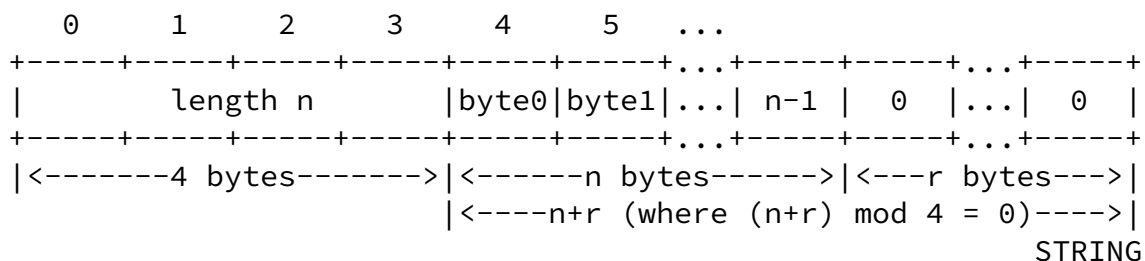 0     1     2     3     4     5   ...
+-----+-----+-----+-----+-----+-----+...+-----+-----+...+-----+
|        length n       |byte0|byte1|...| n-1 |  0  |...|  0  |
+-----+-----+-----+-----+-----+-----+...+-----+-----+...+-----+
|<-------4 bytes------->|<------n bytes------>|<---r bytes--->|
                        |<----n+r (where (n+r) mod 4 = 0)---->|
                                                         STRING